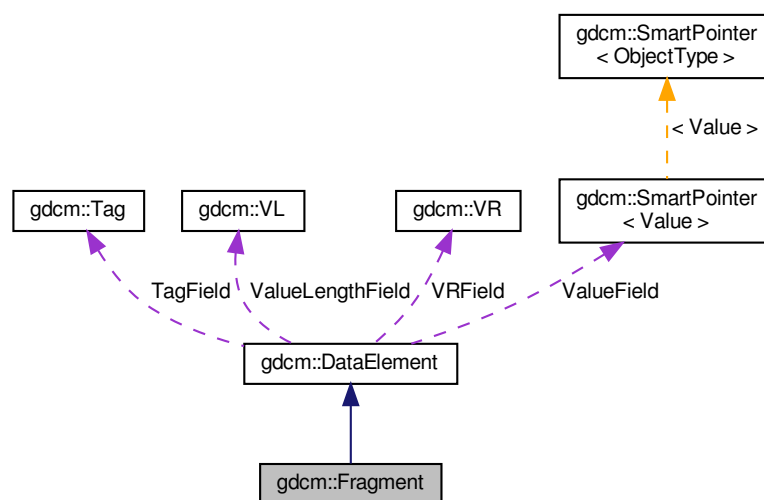 gdcm::SmartPointer
< ObjectType >
< Value >
gdcm::Tag
gdcm::VL
gdcm::VR
gdcm::SmartPointer
< Value >
TagField
ValueLengthField
VRField
ValueField
gdcm::DataElement
gdcm::Fragment